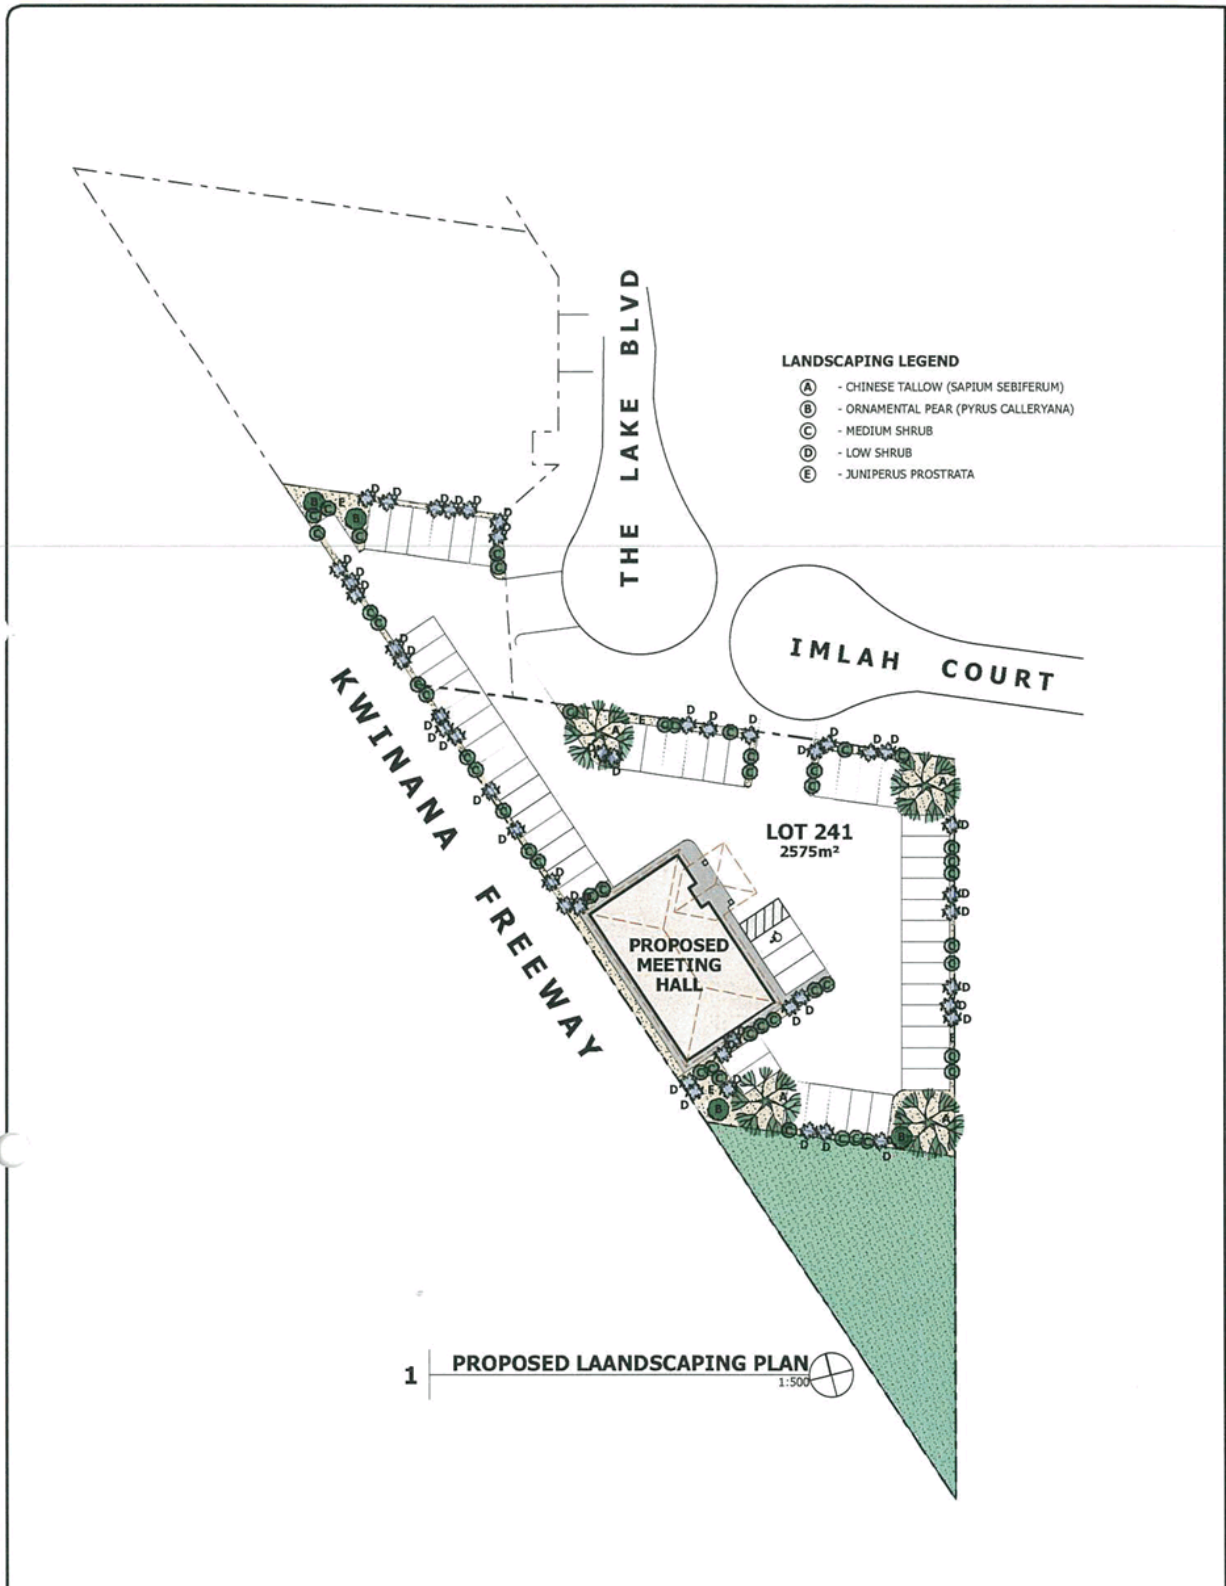 THE LAKE BLVD
LANDSCAPING LEGEND
A - CHINESE TALLOW (SAPIUM SEBIFERUM)
B - ORNAMENTAL PEAR (PYRUS CALLERYANA)
C - MEDIUM SHRUB
D - LOW SHRUB
E - JUNIPERUS PROSTRATA
IMLAH COURT
KWINANA FREEWAY
LOT 241
2575m²
PROPOSED
MEETING
HALL
1 PROPOSED LAANDSCAPING PLAN
1:500